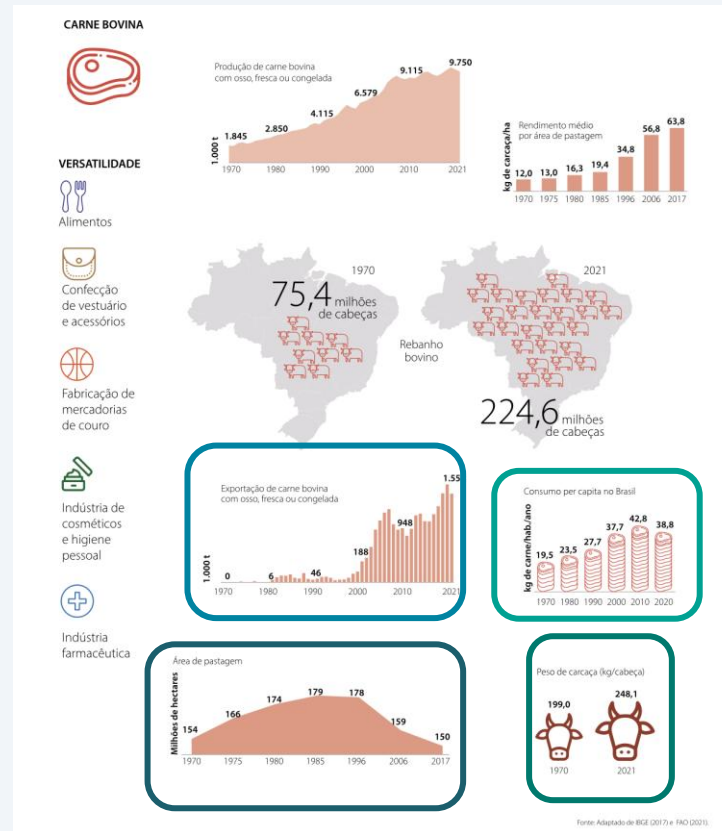 CARNE BOVINA
Produção de carne bovina
com osso, fresca ou congelada
1.000 t
1.845
2.850
4.115
6.579
9.115
9.750
1970
1980
1990
2000
2010
2021
Rendimento médio
por área de pastagem
kg de carcaça/ha
12,0
13,0
16,3
19,4
34,8
56,8
63,8
1970
1975
1980
1985
1996
2006
2017
VERSATILIDADE
Alimentos
Confecção
de vestuário
e acessórios
Fabricação de
mercadorias
de couro
Indústria de
cosméticos
e higiene
pessoal
Indústria
farmacêutica
1970
75,4 milhões
de cabeças
Rebanho
bovino
2021
224,6 milhões
de cabeças
Exportação de carne bovina
com osso, fresca ou congelada
1.000 t
0
6
46
188
948
1.55
1970
1980
1990
2000
2010
2021
Consumo per capita no Brasil
kg de carne/hab./ano
19,5
23,5
27,7
37,7
42,8
38,8
1970
1980
1990
2000
2010
2020
Área de pastagem
Milhões de hectares
154
166
174
179
178
159
150
1970
1975
1980
1985
1996
2006
2017
Peso de carcaça (kg/cabeça)
199,0
248,1
1970
2021
Fonte: Adaptado de IBGE (2017) e FAO (2021).